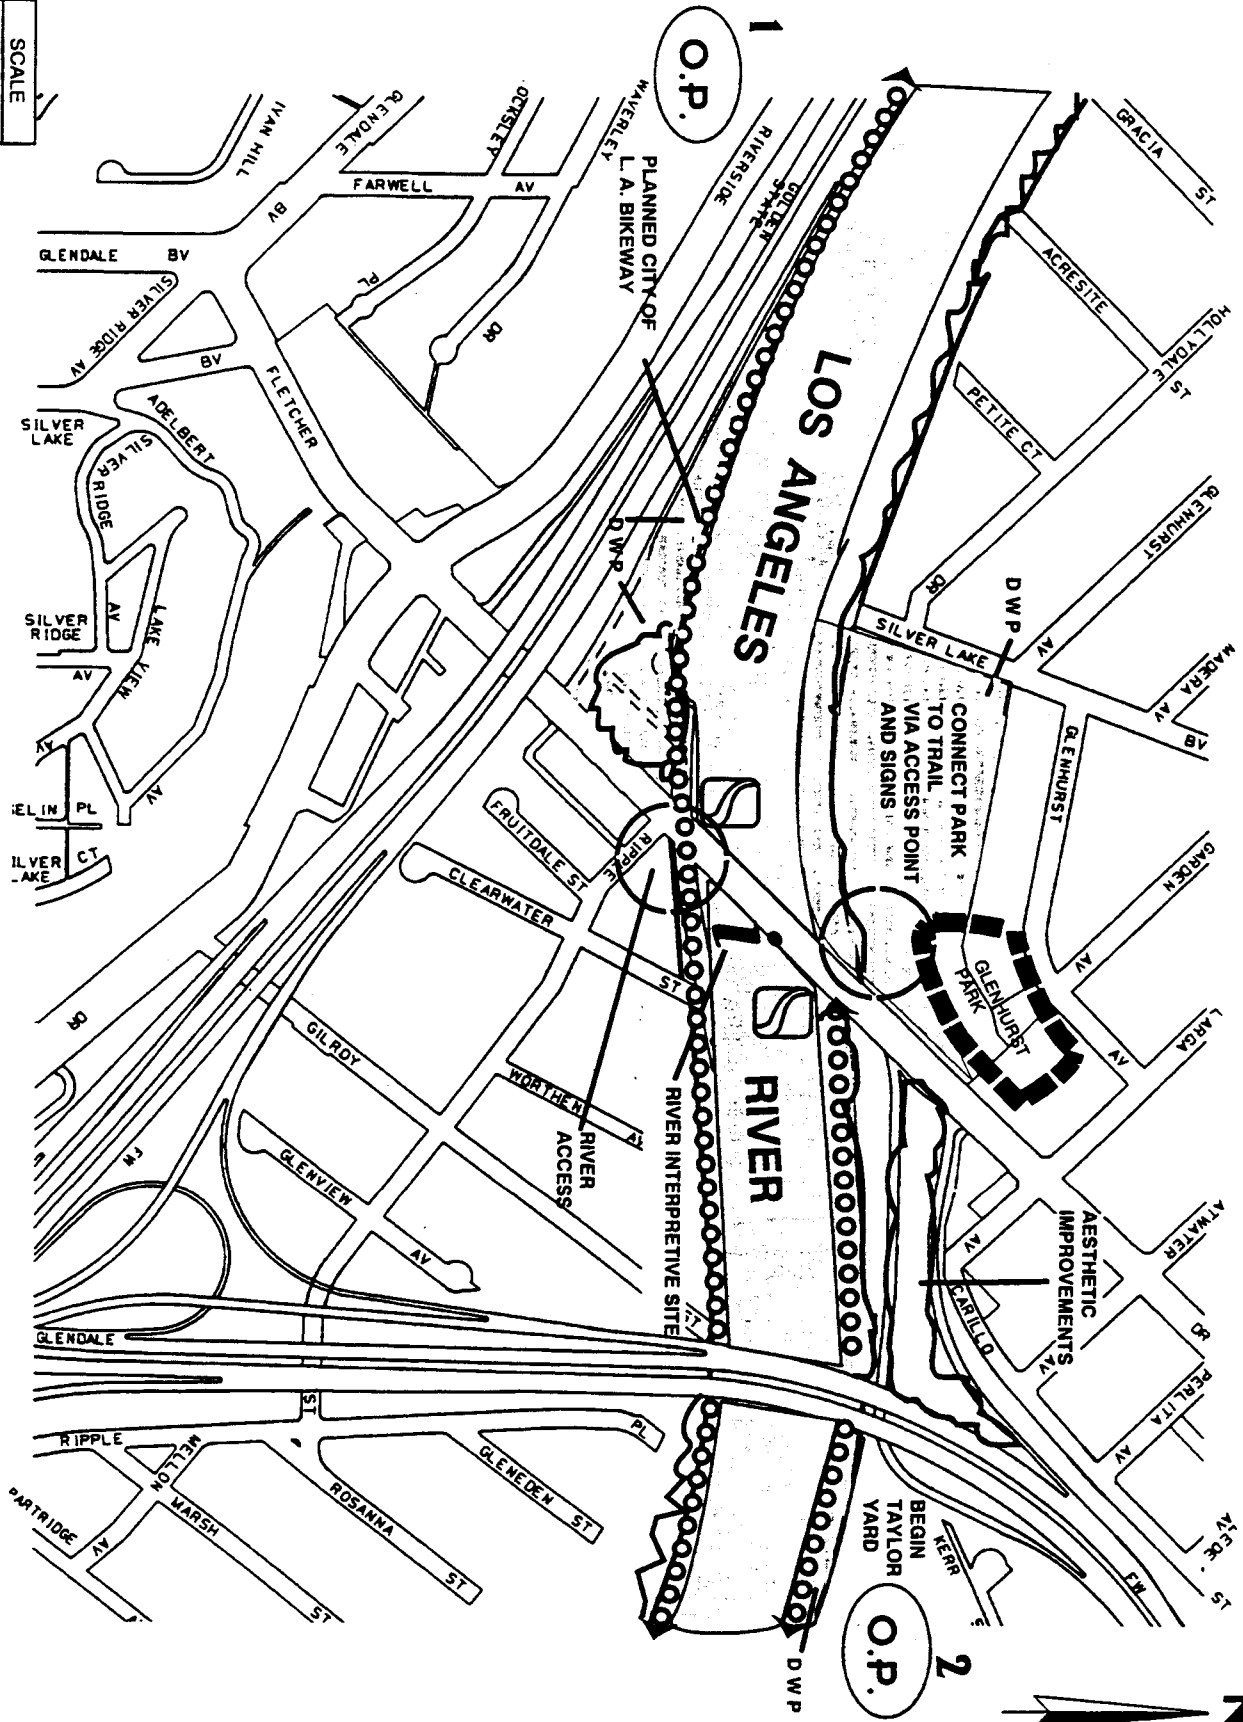 SCALE
1
O.P.
PLANNED CITY OF
L. A. BIKEWAY
IVAN HILL
GLENDALE
BV
FARWELL
AV
WAVERLEY
DR
PL
RIVERSIDE
GOLDEN
STATE
GLENDALE BV
SILVER RIDGE AV
BV
FLETCHER
SILVER
LAKE
ADELBERT
SILVER
RIDGE
SILVER
RIDGE
AV
AV
LAKE VIEW
AV
AV
PL
CT
LOS ANGELES
RIVER
GRACIA ST
ACRESITE
ST
HOLLYDALE
DR
PETITE CT
GLENHURST
AV
MADERA
AV
SILVER LAKE
BV
D W P
D W P
CONNECT PARK
TO TRAIL
VIA ACCESS POINT
AND SIGNS
GLENHURST
GARDEN
AV
GLENHURST
PARK
LARGA
AV
ATWATER
AV
AESTHETIC
IMPROVEMENTS
CARILLO
AV
DR
PERLITA
AV
ST
FRUITDALE ST
RIPPLE
CLEARWATER
ST
GILROY
WORTHEN
AV
RIVER
ACCESS
RIVER INTERPRETIVE SITE
GLENVIEW
AV
DR
FW
GLENDALE
ST
RIPPLE
PL
MELLON
AV
MARSH
ST
ROSANNA
ST
GLENEDEN
ST
PARTRIDGE
BEGIN
TAYLOR
YARD
KERR
FW
2
O.P.
D W P